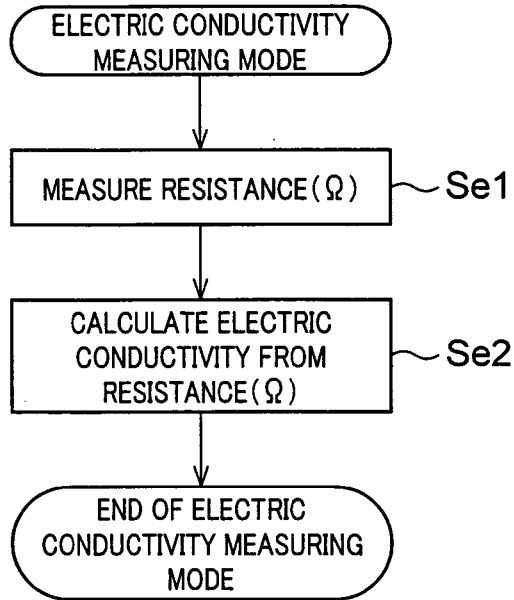 ELECTRIC CONDUCTIVITY
MEASURING MODE
MEASURE RESISTANCE(Ω)
Se1
CALCULATE ELECTRIC
CONDUCTIVITY FROM
RESISTANCE(Ω)
Se2
END OF ELECTRIC
CONDUCTIVITY MEASURING
MODE